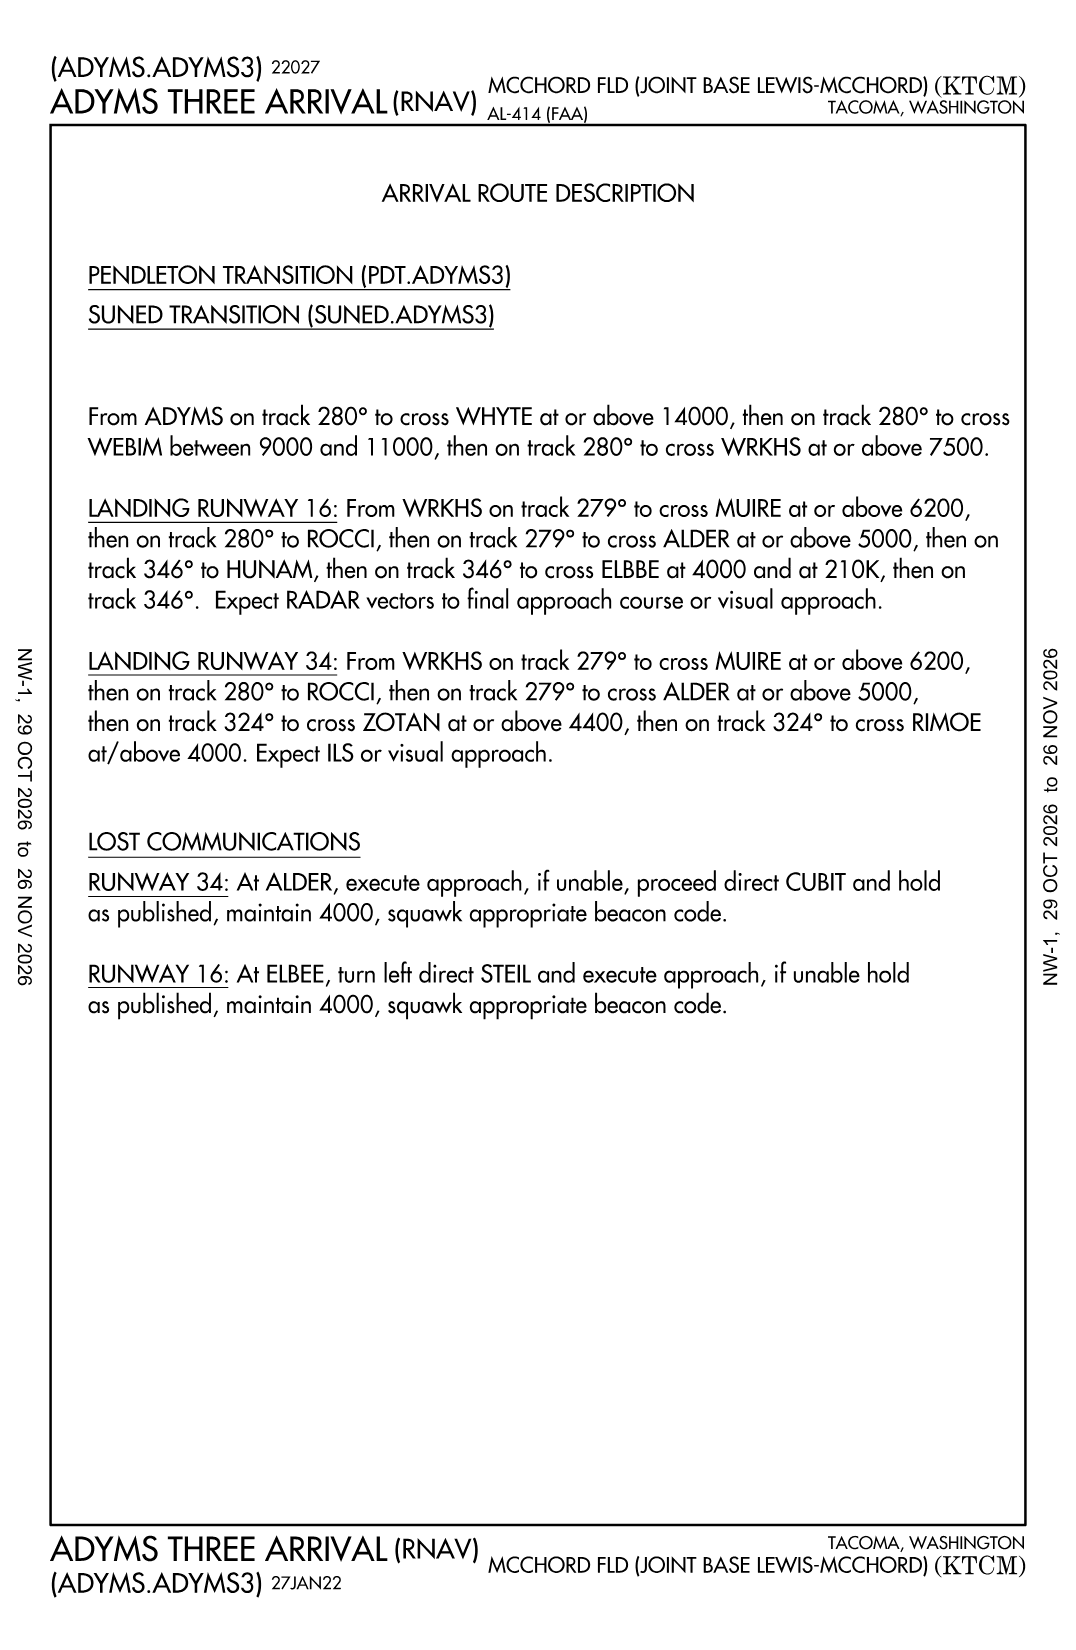 (ADYMS.ADYMS3) 22027
ADYMS THREE ARRIVAL (RNAV)
AL-414 (FAA)
MCCHORD FLD (JOINT BASE LEWIS-MCCHORD) (KTCM)
TACOMA, WASHINGTON
ARRIVAL ROUTE DESCRIPTION
PENDLETON TRANSITION (PDT.ADYMS3)
SUNED TRANSITION (SUNED.ADYMS3)
From ADYMS on track 280° to cross WHYTE at or above 14000, then on track 280° to cross
WEBIM between 9000 and 11000, then on track 280° to cross WRKHS at or above 7500.
LANDING RUNWAY 16: From WRKHS on track 279° to cross MUIRE at or above 6200,
then on track 280° to ROCCI, then on track 279° to cross ALDER at or above 5000, then on
track 346° to HUNAM, then on track 346° to cross ELBBE at 4000 and at 210K, then on
track 346°. Expect RADAR vectors to final approach course or visual approach.
LANDING RUNWAY 34: From WRKHS on track 279° to cross MUIRE at or above 6200,
then on track 280° to ROCCI, then on track 279° to cross ALDER at or above 5000,
then on track 324° to cross ZOTAN at or above 4400, then on track 324° to cross RIMOE
at/above 4000. Expect ILS or visual approach.
LOST COMMUNICATIONS
RUNWAY 34: At ALDER, execute approach, if unable, proceed direct CUBIT and hold
as published, maintain 4000, squawk appropriate beacon code.
RUNWAY 16: At ELBEE, turn left direct STEIL and execute approach, if unable hold
as published, maintain 4000, squawk appropriate beacon code.
NW-1, 29 OCT 2026 to 26 NOV 2026
NW-1, 29 OCT 2026 to 26 NOV 2026
ADYMS THREE ARRIVAL (RNAV)
(ADYMS.ADYMS3) 27JAN22
TACOMA, WASHINGTON
MCCHORD FLD (JOINT BASE LEWIS-MCCHORD) (KTCM)